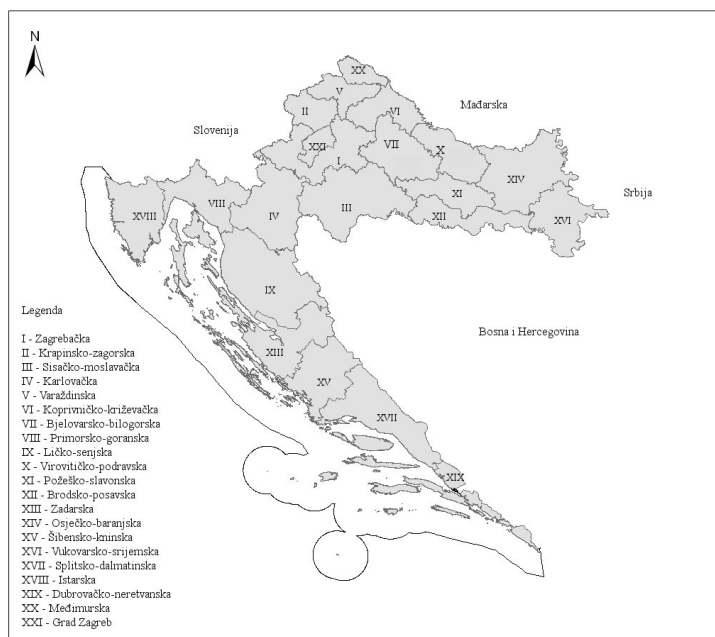 N
XX
V
II
VI
Mađarska
Slovenija
XXI
VII
X
I
XIV
XI
Srbija
VIII
XVIII
IV
III
XII
XVI
IX
Legenda
Bosna i Hercegovina
I - Zagrebačka
II - Krapinsko-zagorska
III - Sisačko-moslavačka
IV - Karlovačka
V - Varaždinska
VI - Koprivničko-križevačka
VII - Bjelovarsko-bilogorska
VIII - Primorsko-goranska
IX - Ličko-senjska
X - Virovitičko-podravska
XI - Požeško-slavonska
XII - Brodsko-posavska
XIII - Zadarska
XIV - Osječko-baranjska
XV - Šibensko-kninska
XVI - Vukovarsko-srijemska
XVII - Splitsko-dalmatinska
XVIII - Istarska
XIX - Dubrovačko-neretvanska
XX - Međimurska
XXI - Grad Zagreb
XIII
XV
XVII
XIX